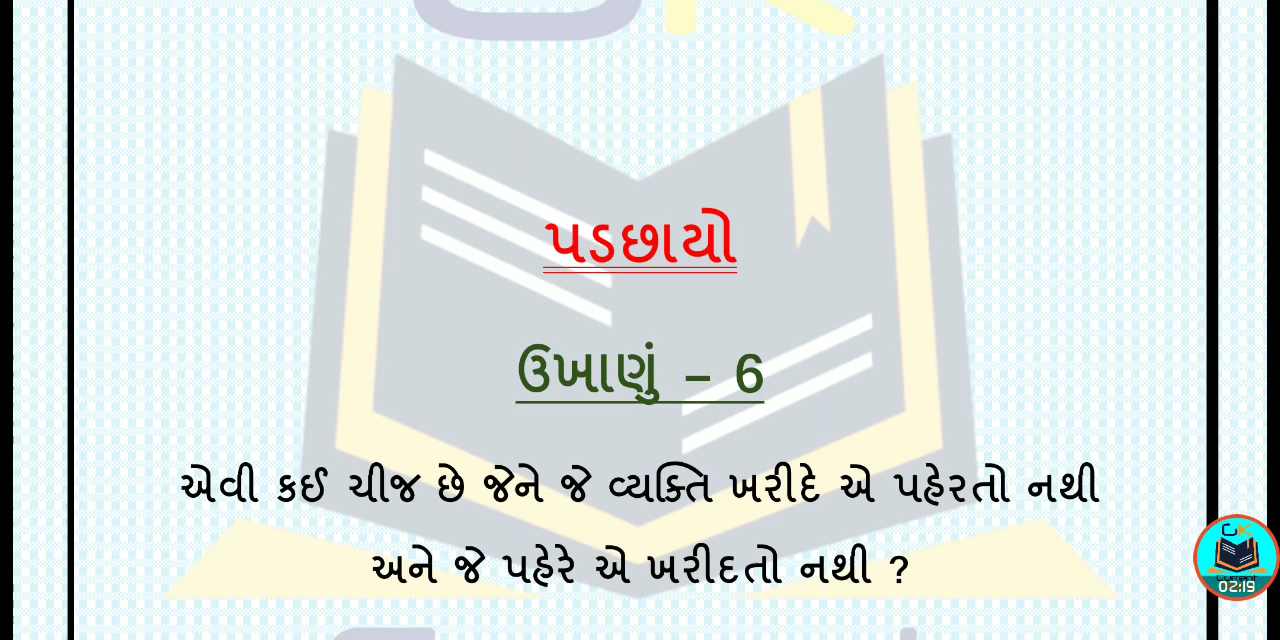 પડછાયો
ઉખાણું – 6
એવી કઈ ચીજ છે જેને જે વ્યક્તિ ખરીદે એ પહેરતો નથી
અને જે પહેરે એ ખરીદતો નથી ?
02:19